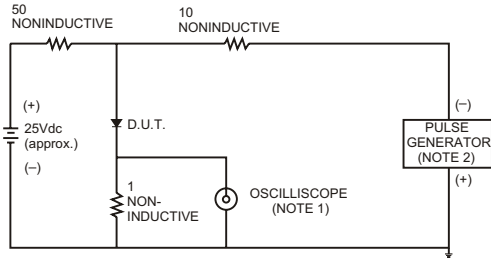 50
NONINDUCTIVE
10
NONINDUCTIVE
(+)
25Vdc
(approx.)
(–)
D.U.T.
1
NON-
INDUCTIVE
OSCILLISCOPE
(NOTE 1)
(–)
PULSE
GENERATOR
(NOTE 2)
(+)